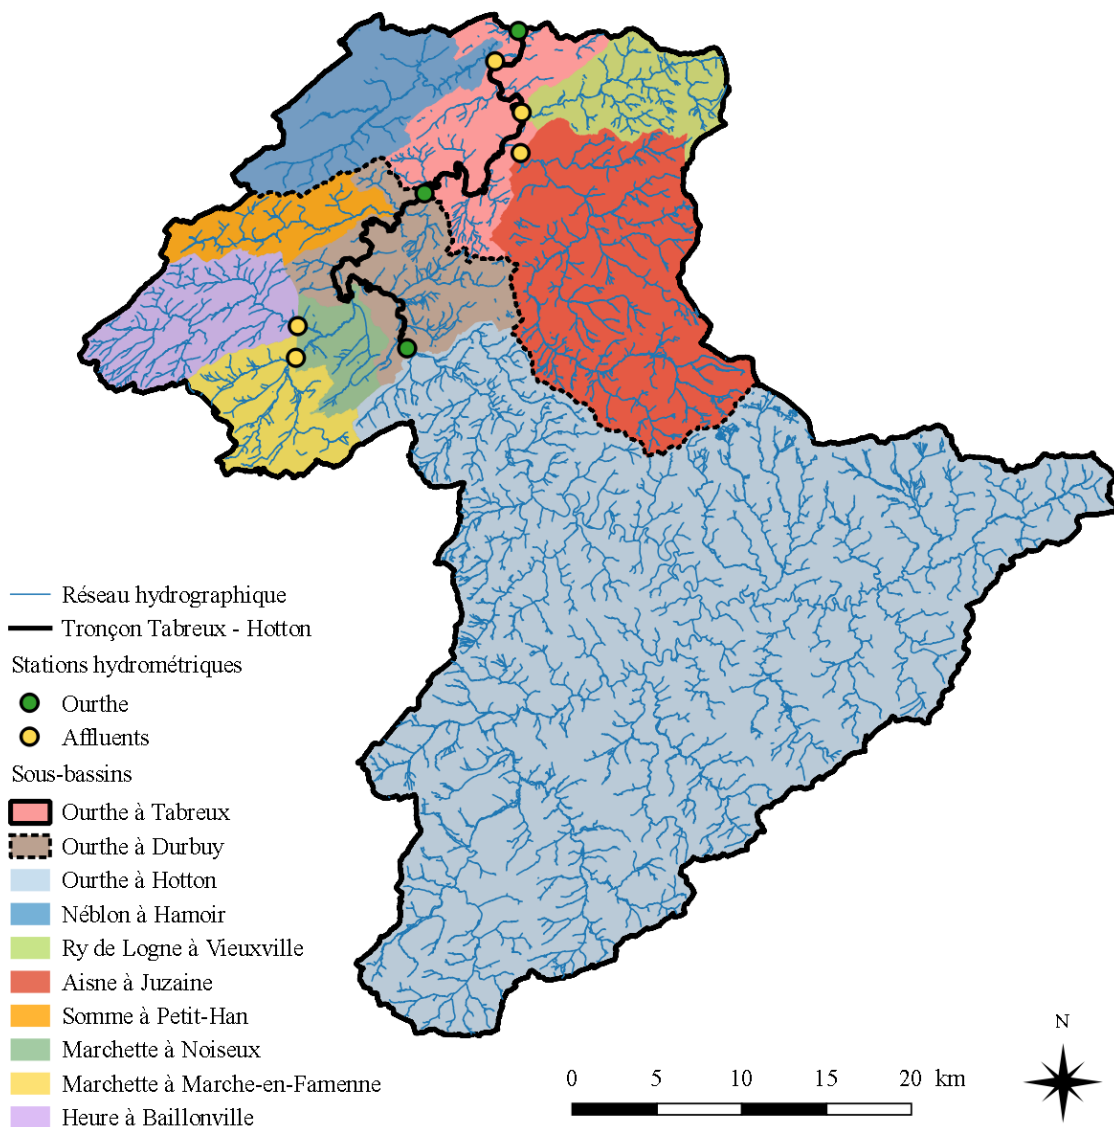 Réseau hydrographique
Tronçon Tabreux - Hotton
Stations hydrométriques
Ourthe
Affluents
Sous-bassins
Ourthe à Tabreux
Ourthe à Durbuy
Ourthe à Hotton
Néblon à Hamoir
Ry de Logne à Vieuxville
Aisne à Juzaine
Somme à Petit-Han
Marchette à Noiseux
Marchette à Marche-en-Famenne
Heure à Baillonville
0 5 10 15 20 km
N